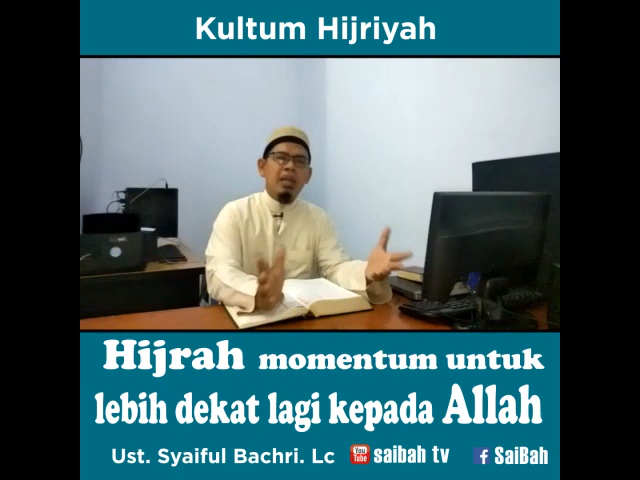 Kultum Hijriyah
Hijrah momentum untuk
lebih dekat lagi kepada Allah
Ust. Syaiful Bachri. Lc You Tube saibah tv f SaiBah